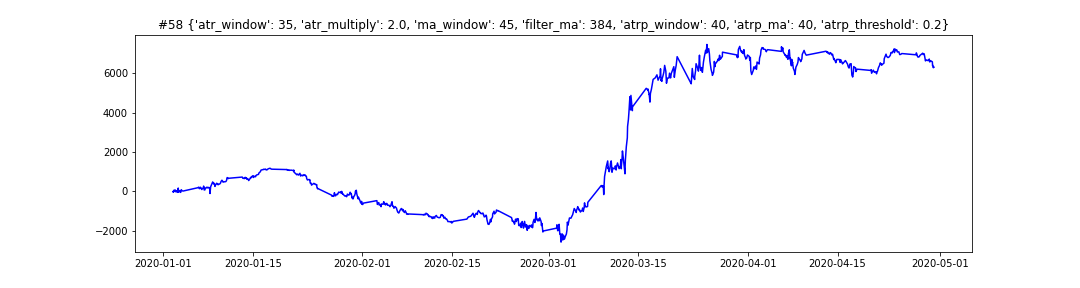 #58 {'atr_window': 35, 'atr_multiply': 2.0, 'ma_window': 45, 'filter_ma': 384, 'atrp_window': 40, 'atrp_ma': 40, 'atrp_threshold': 0.2}
6000
4000
2000
0
−2000
2020-01-01 2020-01-15 2020-02-01 2020-02-15 2020-03-01 2020-03-15 2020-04-01 2020-04-15 2020-05-01